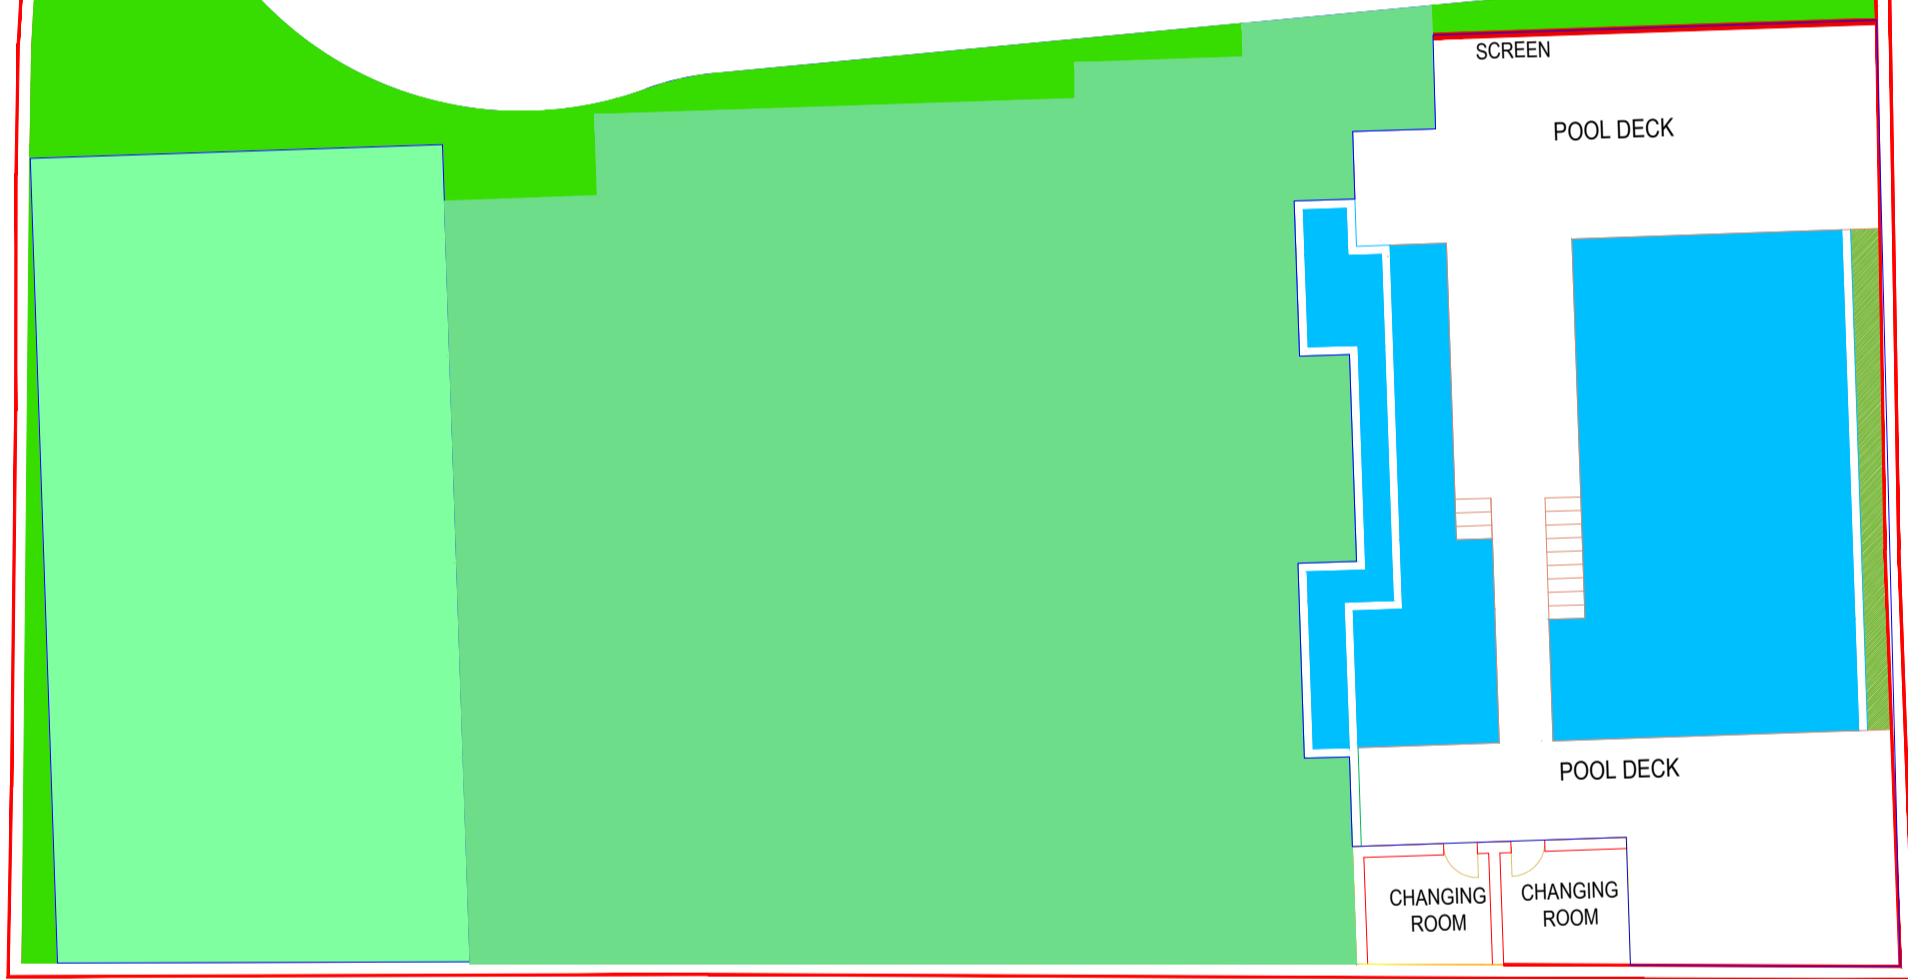 SCREEN
POOL DECK
POOL DECK
CHANGING
ROOM
CHANGING
ROOM